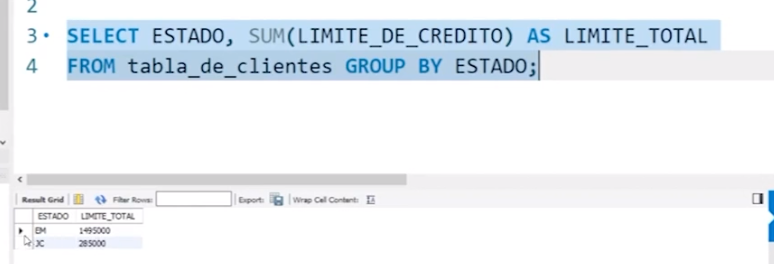 2
3 SELECT ESTADO, SUM(LIMITE_DE_CREDITO) AS LIMITE_TOTAL
4 FROM tabla_de_clientes GROUP BY ESTADO;
Result Grid Filter Rows: Export: Wrap Cell Content:
ESTADO LIMITE_TOTAL
EM 1495000
JC 285000